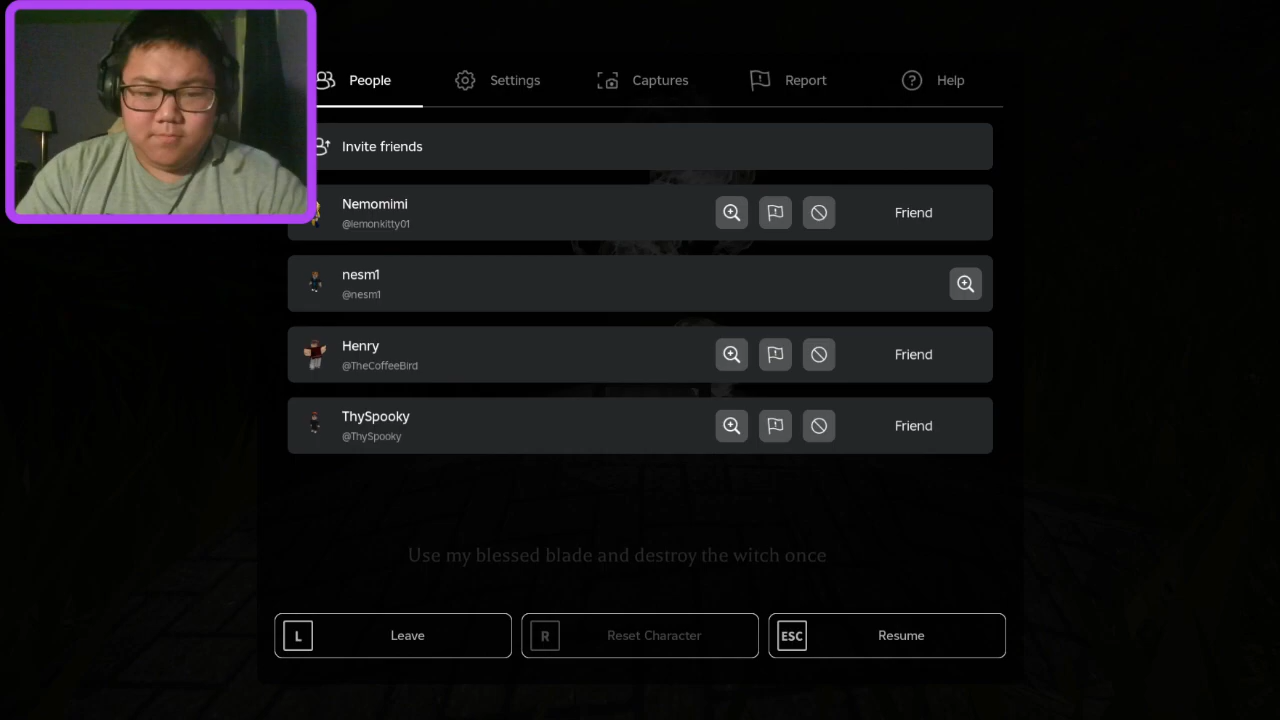 People Settings Captures Report Help
Invite friends
Nemomimi
@lemonkitty01
Friend
nesm1
@nesm1
Henry
@TheCoffeeBird
Friend
ThySpooky
@ThySpooky
Friend
Use my blessed blade and destroy the witch once
L Leave R Reset Character ESC Resume